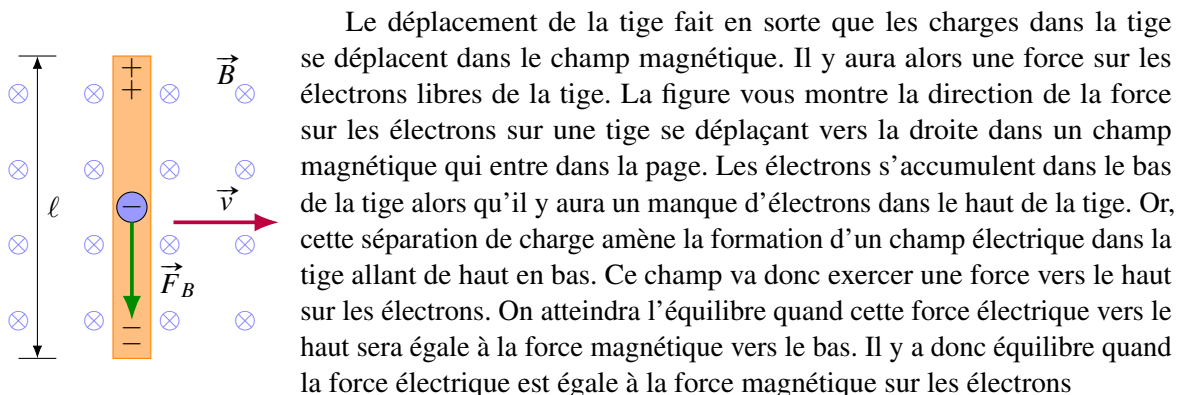 Le déplacement de la tige fait en sorte que les charges dans la tige
se déplacent dans le champ magnétique. Il y aura alors une force sur les
électrons libres de la tige. La figure vous montre la direction de la force
sur les électrons sur une tige se déplaçant vers la droite dans un champ
magnétique qui entre dans la page. Les électrons s'accumulent dans le bas
de la tige alors qu'il y aura un manque d'électrons dans le haut de la tige. Or,
cette séparation de charge amène la formation d'un champ électrique dans la
tige allant de haut en bas. Ce champ va donc exercer une force vers le haut
sur les électrons. On atteindra l'équilibre quand cette force électrique vers le
haut sera égale à la force magnétique vers le bas. Il y a donc équilibre quand
la force électrique est égale à la force magnétique sur les électrons
+
+
B⃗
ℓ
−
v⃗
F⃗_B
−
−